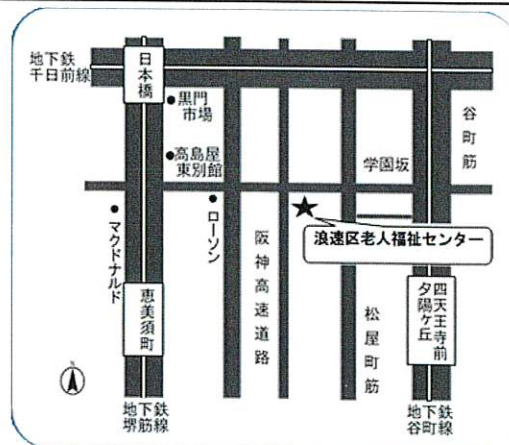 地下鉄
千日前線
日本橋
黒門
市場
谷町筋
高島屋
東別館
学園坂
マクドナルド
ローソン
浪速区老人福祉センター
阪神高速道路
恵美須町
松屋町筋
四天王寺前
夕陽ヶ丘
N
地下鉄
堺筋線
地下鉄
谷町線